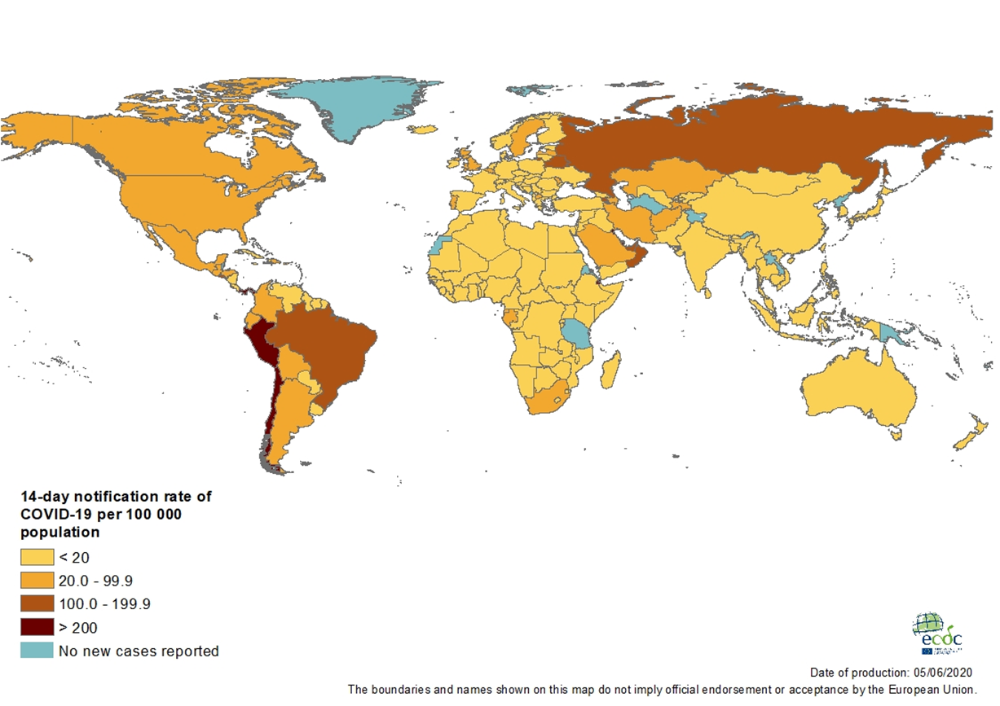 14-day notification rate of
COVID-19 per 100 000
population
< 20
20.0 - 99.9
100.0 - 199.9
> 200
No new cases reported
ecdc
Date of production: 05/06/2020
The boundaries and names shown on this map do not imply official endorsement or acceptance by the European Union.